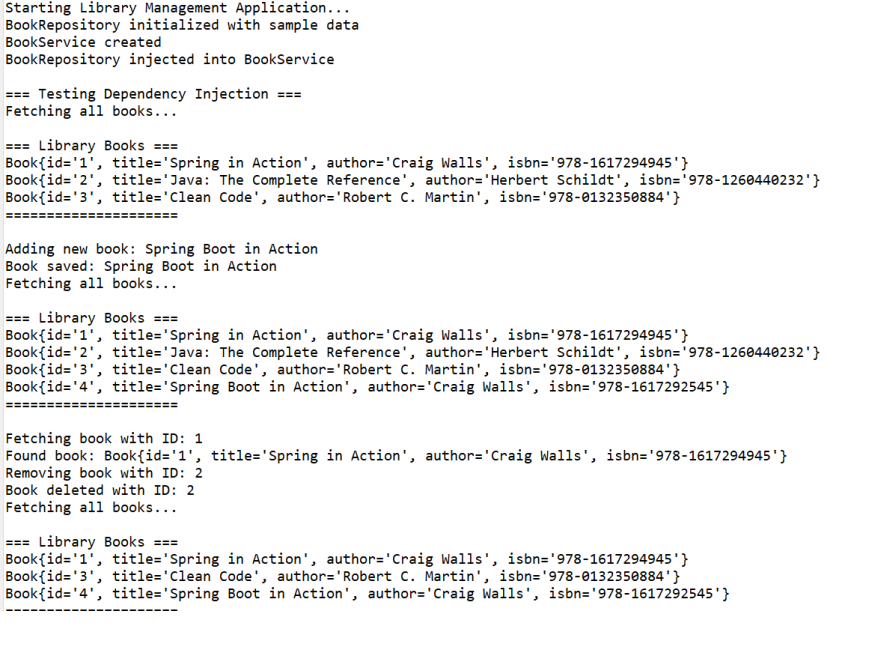 Starting Library Management Application...
BookRepository initialized with sample data
BookService created
BookRepository injected into BookService
=== Testing Dependency Injection ===
Fetching all books...
=== Library Books ===
Book{id='1', title='Spring in Action', author='Craig Walls', isbn='978-1617294945'}
Book{id='2', title='Java: The Complete Reference', author='Herbert Schildt', isbn='978-1260440232'}
Book{id='3', title='Clean Code', author='Robert C. Martin', isbn='978-0132350884'}
=====================
Adding new book: Spring Boot in Action
Book saved: Spring Boot in Action
Fetching all books...
=== Library Books ===
Book{id='1', title='Spring in Action', author='Craig Walls', isbn='978-1617294945'}
Book{id='2', title='Java: The Complete Reference', author='Herbert Schildt', isbn='978-1260440232'}
Book{id='3', title='Clean Code', author='Robert C. Martin', isbn='978-0132350884'}
Book{id='4', title='Spring Boot in Action', author='Craig Walls', isbn='978-1617292545'}
=====================
Fetching book with ID: 1
Found book: Book{id='1', title='Spring in Action', author='Craig Walls', isbn='978-1617294945'}
Removing book with ID: 2
Book deleted with ID: 2
Fetching all books...
=== Library Books ===
Book{id='1', title='Spring in Action', author='Craig Walls', isbn='978-1617294945'}
Book{id='3', title='Clean Code', author='Robert C. Martin', isbn='978-0132350884'}
Book{id='4', title='Spring Boot in Action', author='Craig Walls', isbn='978-1617292545'}
=====================